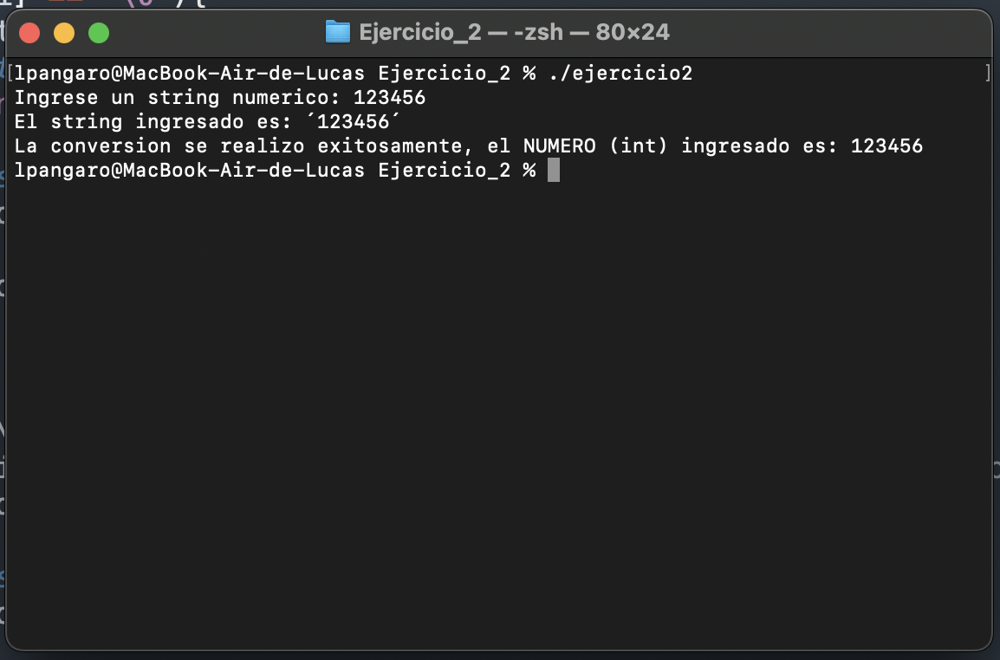 Ejercicio_2 — -zsh — 80×24
[lpangaro@MacBook-Air-de-Lucas Ejercicio_2 % ./ejercicio2 ]
Ingrese un string numerico: 123456
El string ingresado es: ´123456´
La conversion se realizo exitosamente, el NUMERO (int) ingresado es: 123456
lpangaro@MacBook-Air-de-Lucas Ejercicio_2 %